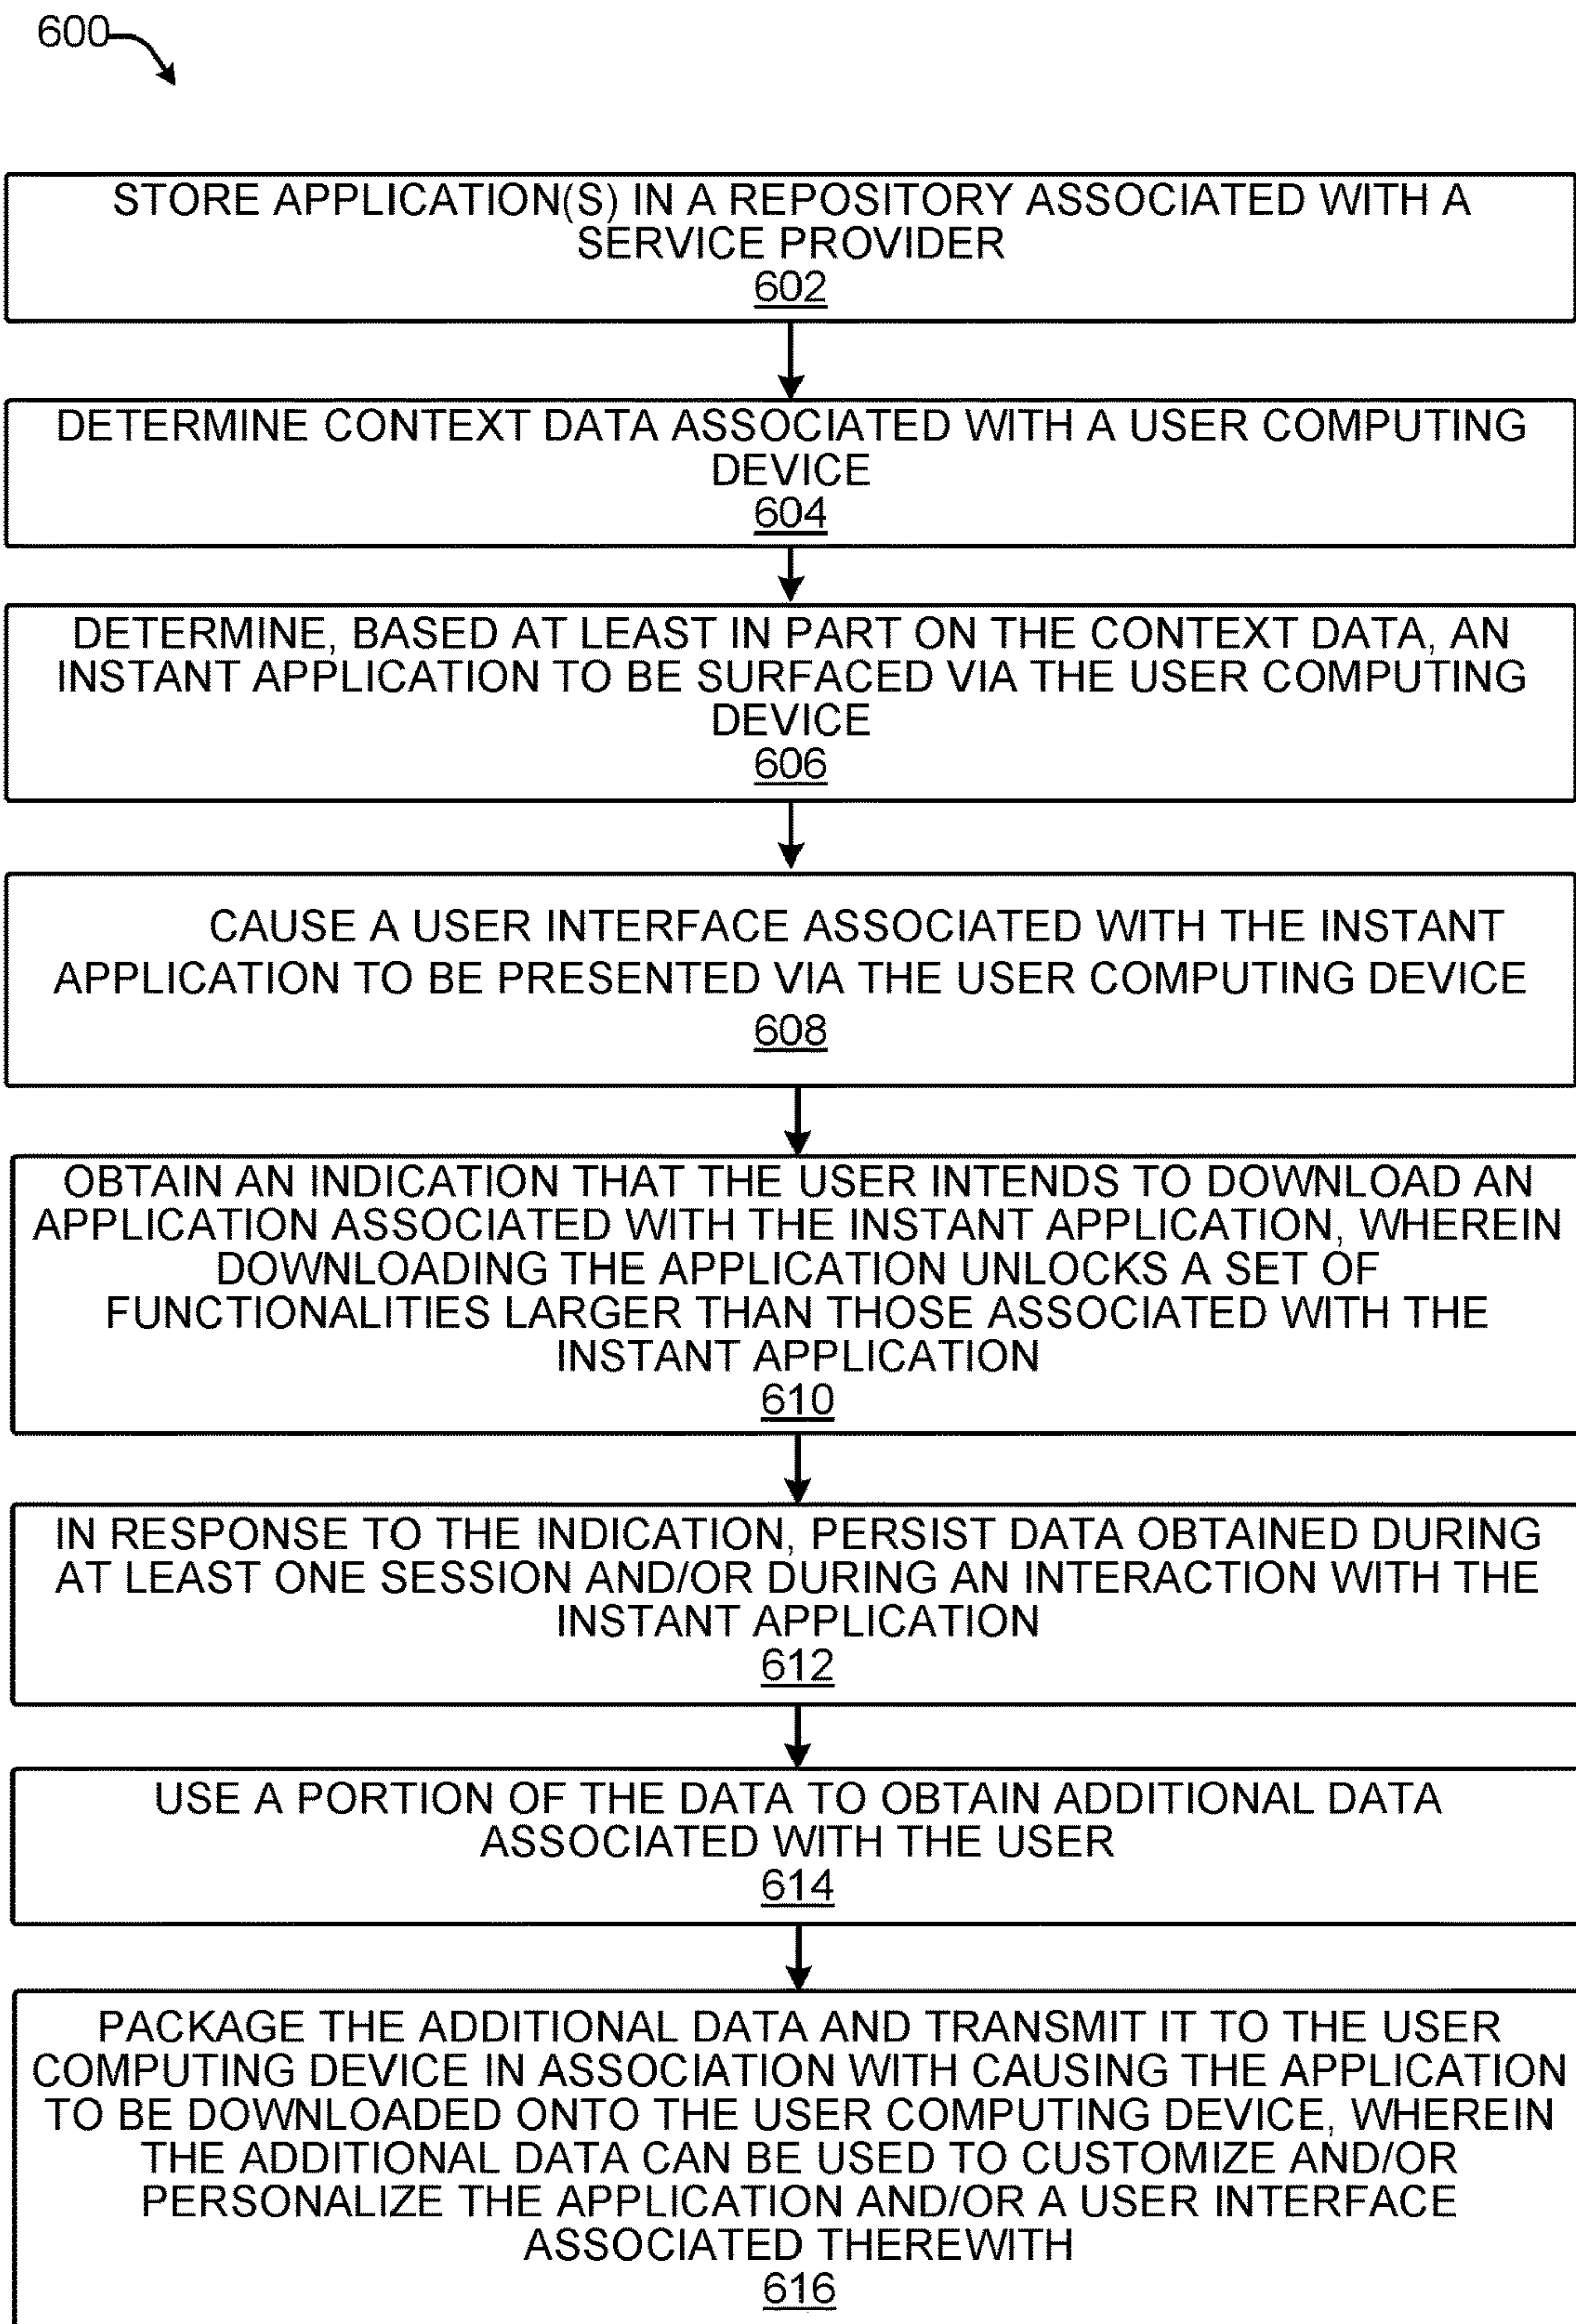 600
STORE APPLICATION(S) IN A REPOSITORY ASSOCIATED WITH A
SERVICE PROVIDER
602
DETERMINE CONTEXT DATA ASSOCIATED WITH A USER COMPUTING
DEVICE
604
DETERMINE, BASED AT LEAST IN PART ON THE CONTEXT DATA, AN
INSTANT APPLICATION TO BE SURFACED VIA THE USER COMPUTING
DEVICE
606
CAUSE A USER INTERFACE ASSOCIATED WITH THE INSTANT
APPLICATION TO BE PRESENTED VIA THE USER COMPUTING DEVICE
608
OBTAIN AN INDICATION THAT THE USER INTENDS TO DOWNLOAD AN
APPLICATION ASSOCIATED WITH THE INSTANT APPLICATION, WHEREIN
DOWNLOADING THE APPLICATION UNLOCKS A SET OF
FUNCTIONALITIES LARGER THAN THOSE ASSOCIATED WITH THE
INSTANT APPLICATION
610
IN RESPONSE TO THE INDICATION, PERSIST DATA OBTAINED DURING
AT LEAST ONE SESSION AND/OR DURING AN INTERACTION WITH THE
INSTANT APPLICATION
612
USE A PORTION OF THE DATA TO OBTAIN ADDITIONAL DATA
ASSOCIATED WITH THE USER
614
PACKAGE THE ADDITIONAL DATA AND TRANSMIT IT TO THE USER
COMPUTING DEVICE IN ASSOCIATION WITH CAUSING THE APPLICATION
TO BE DOWNLOADED ONTO THE USER COMPUTING DEVICE, WHEREIN
THE ADDITIONAL DATA CAN BE USED TO CUSTOMIZE AND/OR
PERSONALIZE THE APPLICATION AND/OR A USER INTERFACE
ASSOCIATED THEREWITH
616